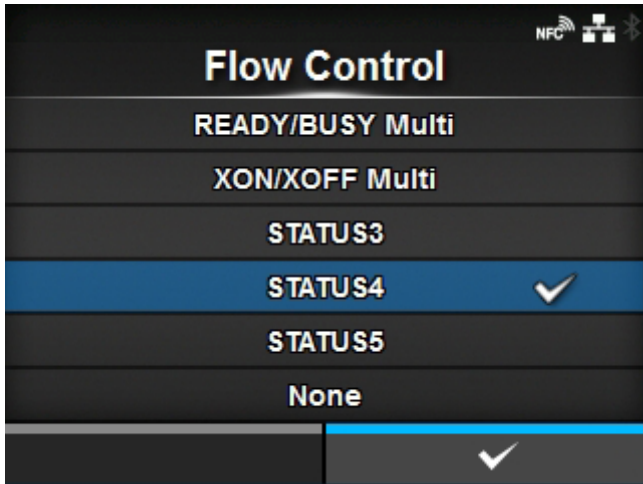 NFC
Flow Control
READY/BUSY Multi
XON/XOFF Multi
STATUS3
STATUS4
STATUS5
None